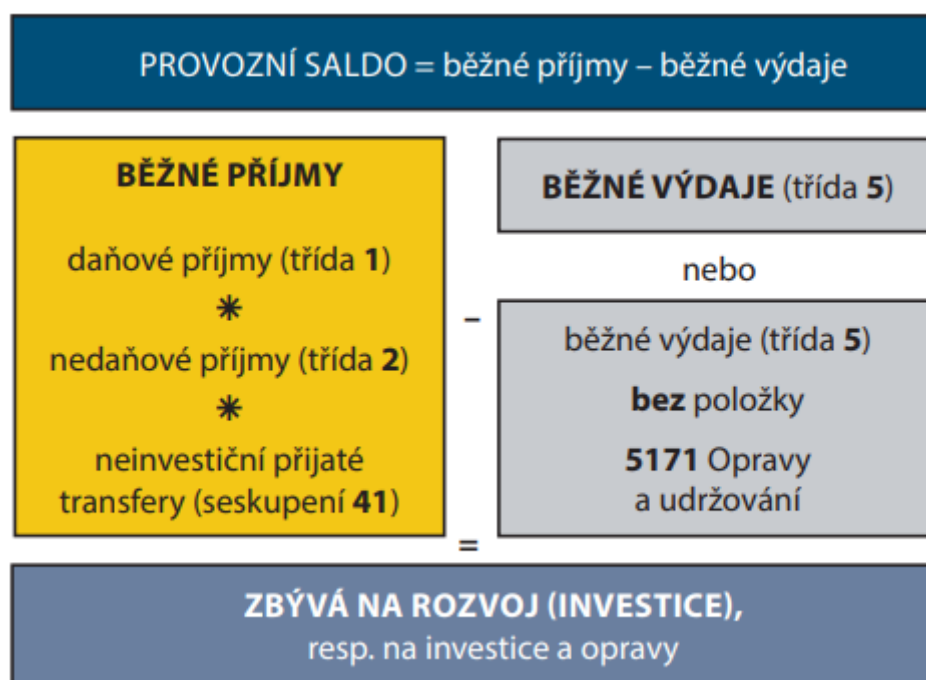 PROVOZNÍ SALDO = běžné příjmy – běžné výdaje
BĚŽNÉ PŘÍJMY
daňové příjmy (třída 1)
*
nedaňové příjmy (třída 2)
*
neinvestiční přijaté
transfery (seskupení 41)
–
BĚŽNÉ VÝDAJE (třída 5)
nebo
běžné výdaje (třída 5)
bez položky
5171 Opravy
a udržování
=
ZBÝVÁ NA ROZVOJ (INVESTICE),
resp. na investice a opravy